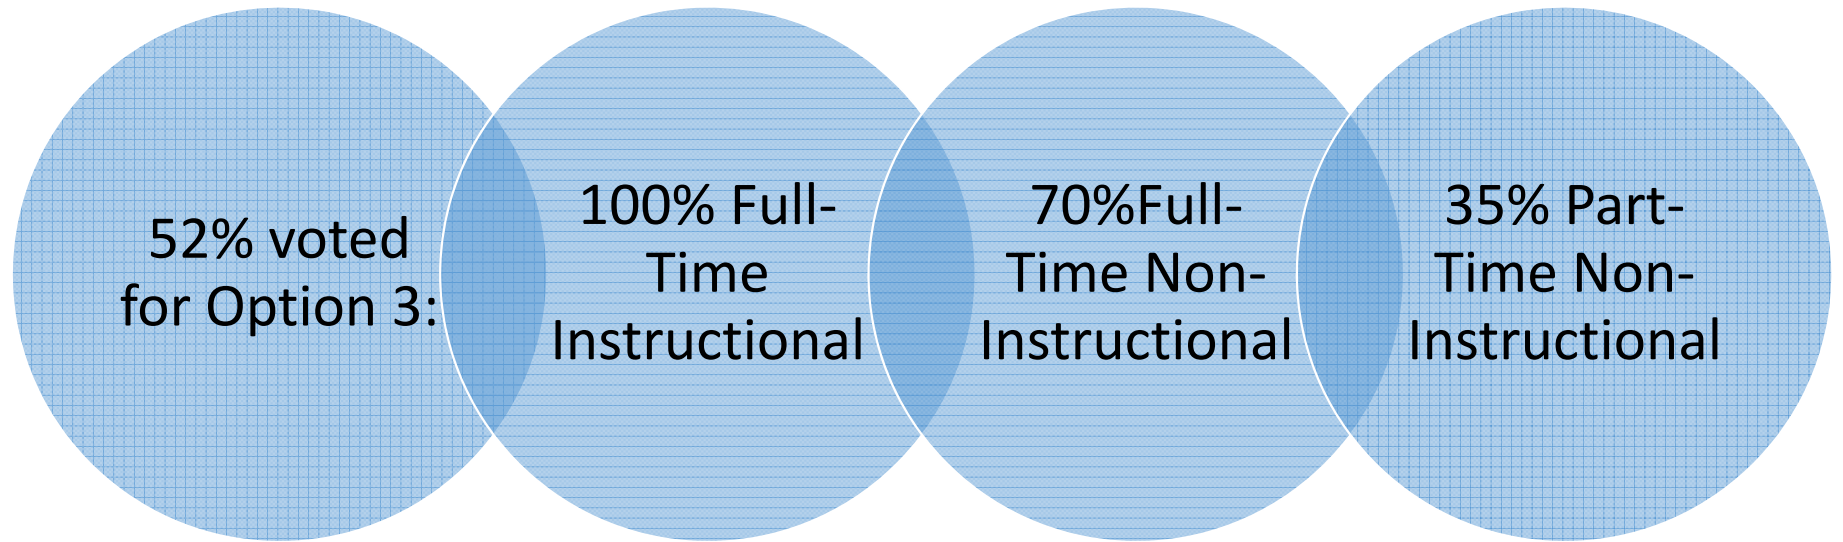 52% voted
for Option 3:
100% Full-
Time
Instructional
70%Full-
Time Non-
Instructional
35% Part-
Time Non-
Instructional